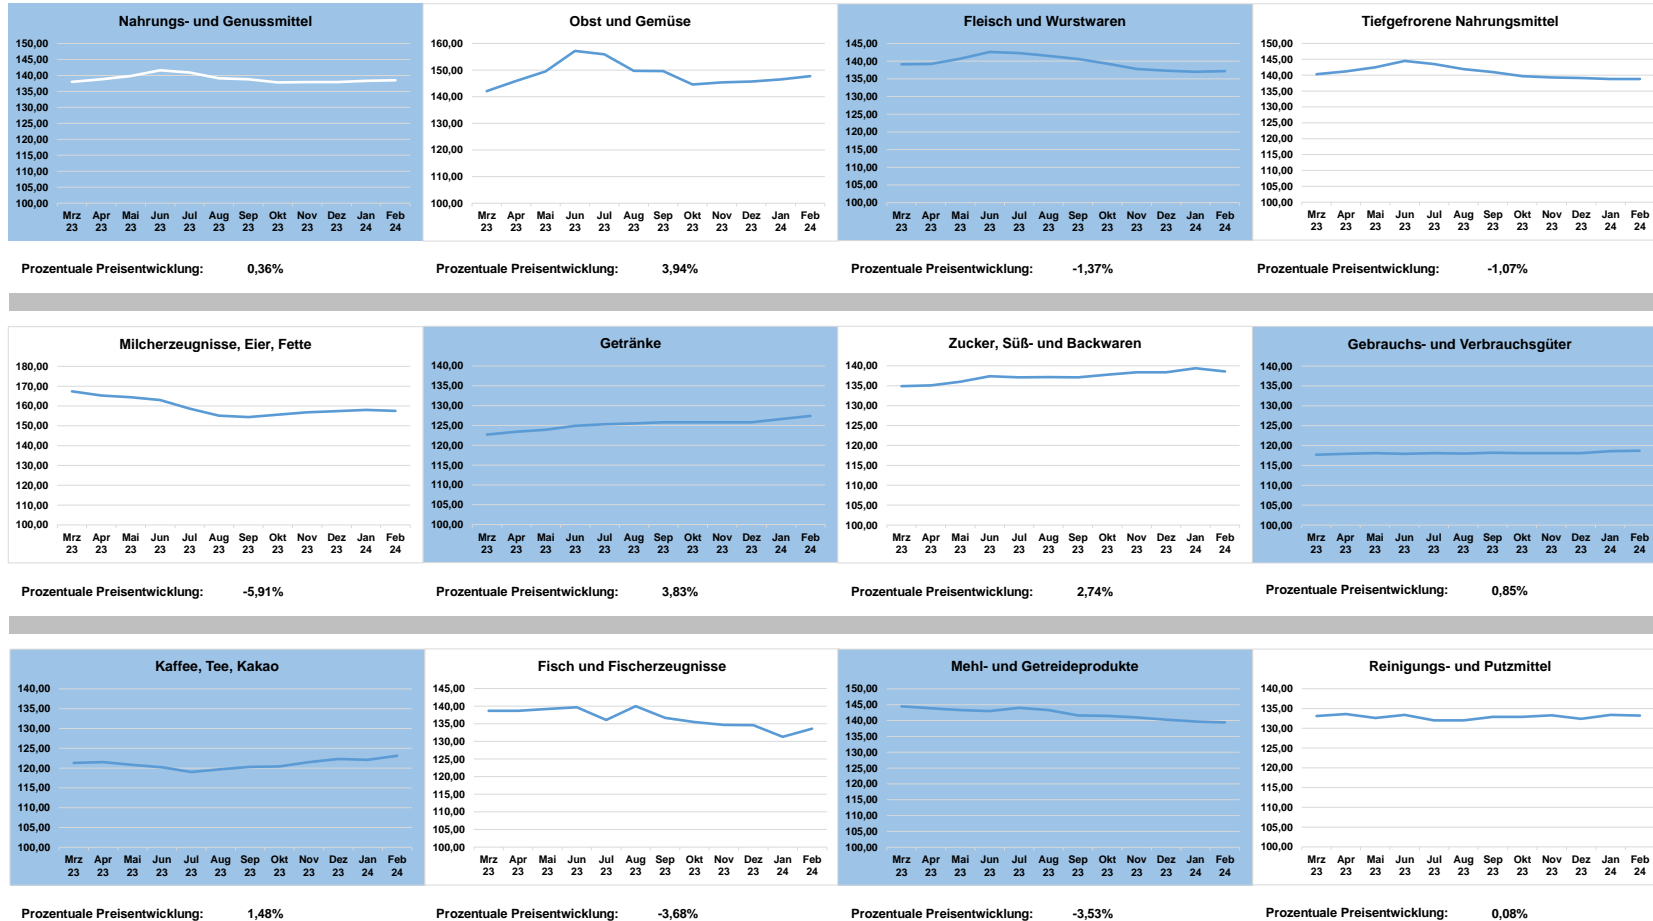 Nahrungs- und Genussmittel
150,00
145,00
140,00
135,00
130,00
125,00
120,00
115,00
110,00
105,00
100,00
Mrz Apr Mai Jun Jul Aug Sep Okt Nov Dez Jan Feb
23 23 23 23 23 23 23 23 23 23 24 24
Obst und Gemüse
160,00
150,00
140,00
130,00
120,00
110,00
100,00
Mrz Apr Mai Jun Jul Aug Sep Okt Nov Dez Jan Feb
23 23 23 23 23 23 23 23 23 23 24 24
Fleisch und Wurstwaren
145,00
140,00
135,00
130,00
125,00
120,00
115,00
110,00
105,00
100,00
Mrz Apr Mai Jun Jul Aug Sep Okt Nov Dez Jan Feb
23 23 23 23 23 23 23 23 23 23 24 24
Tiefgefrorene Nahrungsmittel
150,00
145,00
140,00
135,00
130,00
125,00
120,00
115,00
110,00
105,00
100,00
Mrz Apr Mai Jun Jul Aug Sep Okt Nov Dez Jan Feb
23 23 23 23 23 23 23 23 23 23 24 24
Prozentuale Preisentwicklung: 0,36%
Prozentuale Preisentwicklung: 3,94%
Prozentuale Preisentwicklung: -1,37%
Prozentuale Preisentwicklung: -1,07%
Milcherzeugnisse, Eier, Fette
180,00
170,00
160,00
150,00
140,00
130,00
120,00
110,00
100,00
Mrz Apr Mai Jun Jul Aug Sep Okt Nov Dez Jan Feb
23 23 23 23 23 23 23 23 23 23 24 24
Getränke
140,00
135,00
130,00
125,00
120,00
115,00
110,00
105,00
100,00
Mrz Apr Mai Jun Jul Aug Sep Okt Nov Dez Jan Feb
23 23 23 23 23 23 23 23 23 23 24 24
Zucker, Süß- und Backwaren
140,00
135,00
130,00
125,00
120,00
115,00
110,00
105,00
100,00
Mrz Apr Mai Jun Jul Aug Sep Okt Nov Dez Jan Feb
23 23 23 23 23 23 23 23 23 23 24 24
Gebrauchs- und Verbrauchsgüter
140,00
135,00
130,00
125,00
120,00
115,00
110,00
105,00
100,00
Mrz Apr Mai Jun Jul Aug Sep Okt Nov Dez Jan Feb
23 23 23 23 23 23 23 23 23 23 24 24
Prozentuale Preisentwicklung: -5,91%
Prozentuale Preisentwicklung: 3,83%
Prozentuale Preisentwicklung: 2,74%
Prozentuale Preisentwicklung: 0,85%
Kaffee, Tee, Kakao
140,00
135,00
130,00
125,00
120,00
115,00
110,00
105,00
100,00
Mrz Apr Mai Jun Jul Aug Sep Okt Nov Dez Jan Feb
23 23 23 23 23 23 23 23 23 23 24 24
Fisch und Fischerzeugnisse
145,00
140,00
135,00
130,00
125,00
120,00
115,00
110,00
105,00
100,00
Mrz Apr Mai Jun Jul Aug Sep Okt Nov Dez Jan Feb
23 23 23 23 23 23 23 23 23 23 24 24
Mehl- und Getreideprodukte
150,00
145,00
140,00
135,00
130,00
125,00
120,00
115,00
110,00
105,00
100,00
Mrz Apr Mai Jun Jul Aug Sep Okt Nov Dez Jan Feb
23 23 23 23 23 23 23 23 23 23 24 24
Reinigungs- und Putzmittel
140,00
135,00
130,00
125,00
120,00
115,00
110,00
105,00
100,00
Mrz Apr Mai Jun Jul Aug Sep Okt Nov Dez Jan Feb
23 23 23 23 23 23 23 23 23 23 24 24
Prozentuale Preisentwicklung: 1,48%
Prozentuale Preisentwicklung: -3,68%
Prozentuale Preisentwicklung: -3,53%
Prozentuale Preisentwicklung: 0,08%